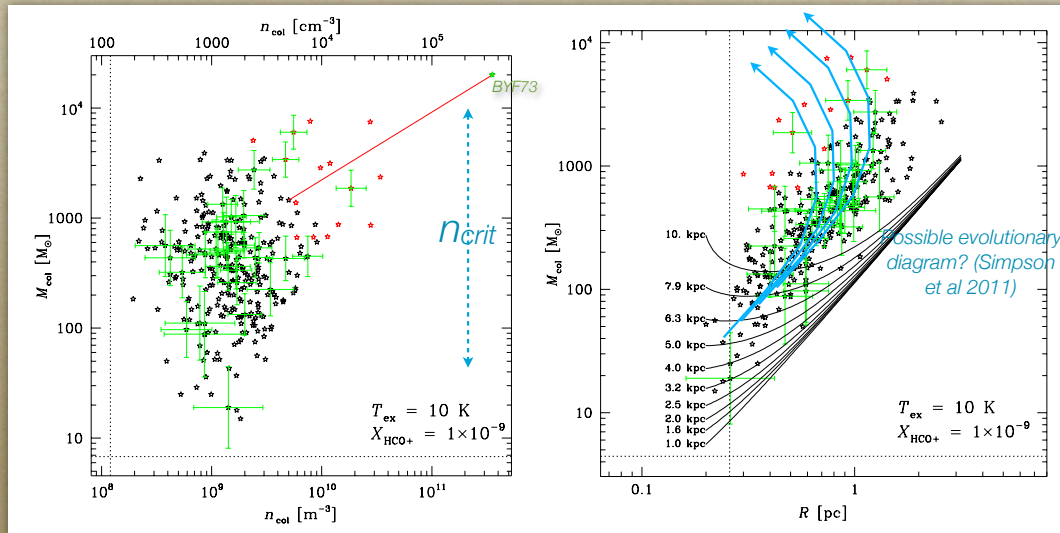 n_col [cm⁻³]
100 1000 10⁴ 10⁵
M_col [M⊙]
10⁴
1000
100
10
BYF73
n_crit
T_ex = 10 K
X_HCO+ = 1×10⁻⁹
10⁸ 10⁹ 10¹⁰ 10¹¹
n_col [m⁻³]
M_col [M⊙]
10⁴
1000
100
10
10. kpc
7.9 kpc
6.3 kpc
5.0 kpc
4.0 kpc
3.2 kpc
2.5 kpc
2.0 kpc
1.6 kpc
1.0 kpc
Possible evolutionary
diagram? (Simpson
et al 2011)
T_ex = 10 K
X_HCO+ = 1×10⁻⁹
0.1 1
R [pc]